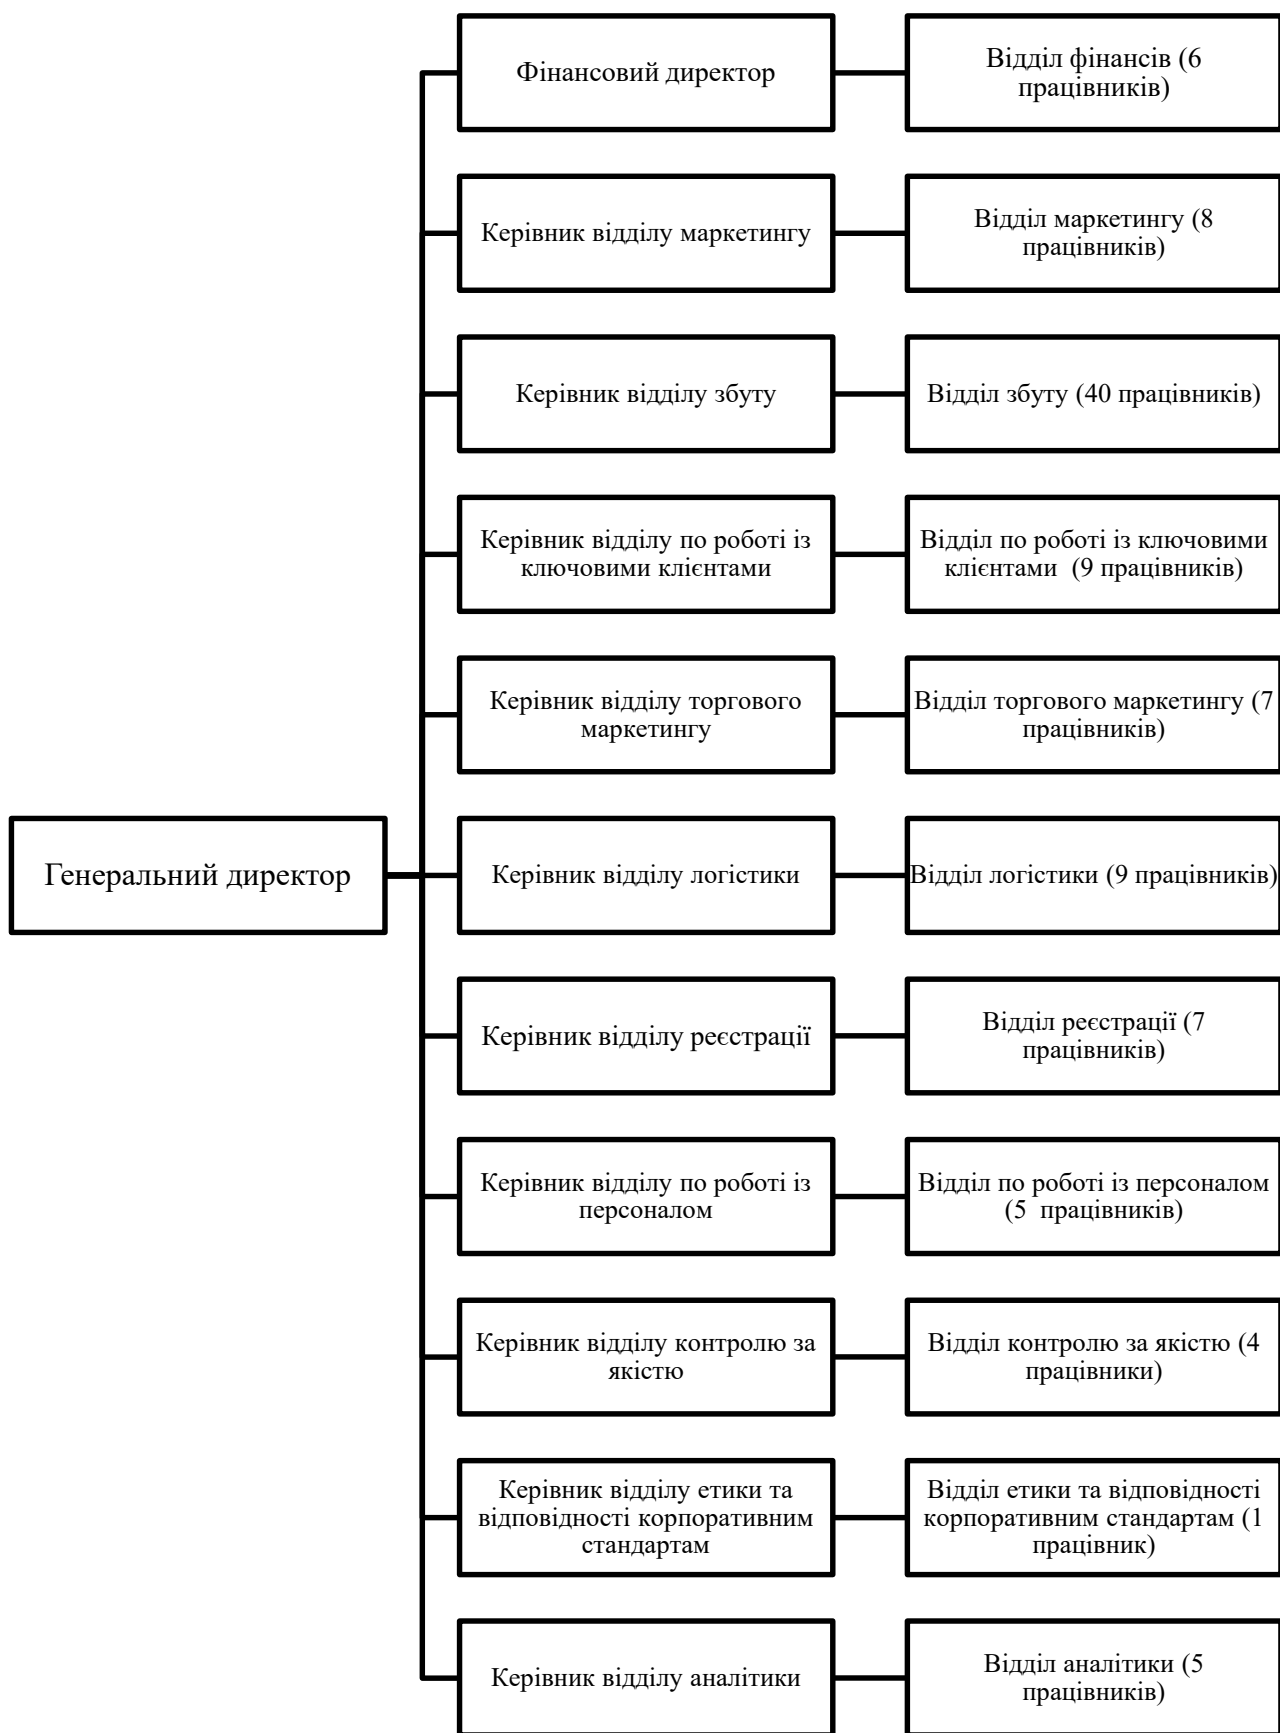 Фінансовий директор
Відділ фінансів (6
працівників)
Керівник відділу маркетингу
Відділ маркетингу (8
працівників)
Керівник відділу збуту
Відділ збуту (40 працівників)
Керівник відділу по роботі із
ключовими клієнтами
Відділ по роботі із ключовими
клієнтами  (9 працівників)
Керівник відділу торгового
маркетингу
Відділ торгового маркетингу (7
працівників)
Генеральний директор
Керівник відділу логістики
Відділ логістики (9 працівників)
Керівник відділу реєстрації
Відділ реєстрації (7
працівників)
Керівник відділу по роботі із
персоналом
Відділ по роботі із персоналом
(5  працівників)
Керівник відділу контролю за
якістю
Відділ контролю за якістю (4
працівники)
Керівник відділу етики та
відповідності корпоративним
стандартам
Відділ етики та відповідності
корпоративним стандартам (1
працівник)
Керівник відділу аналітики
Відділ аналітики (5
працівників)